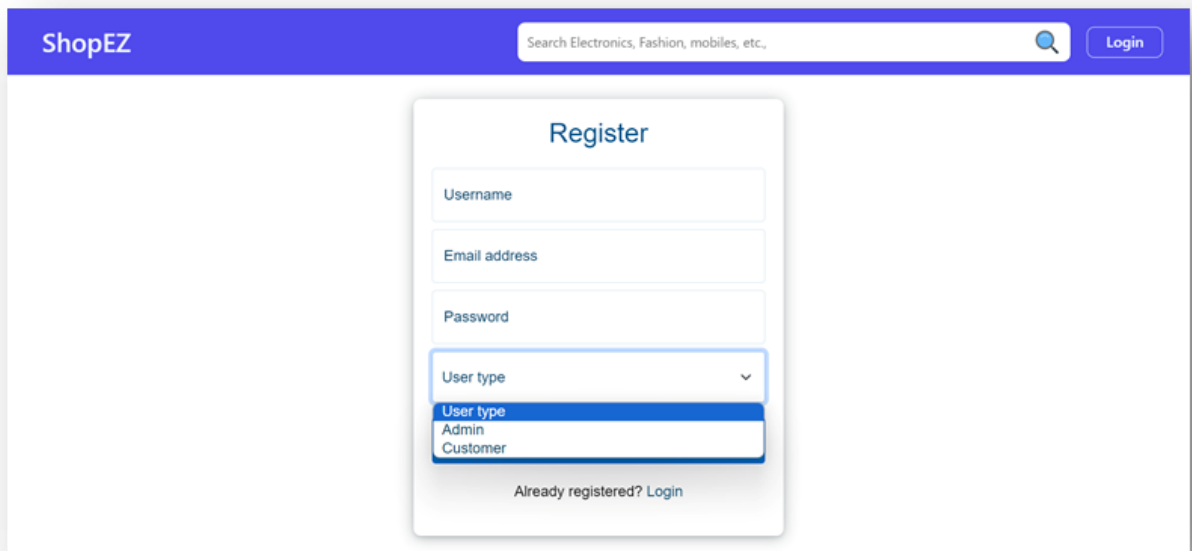 ShopEZ
Search Electronics, Fashion, mobiles, etc.,
Login
Register
Username
Email address
Password
User type
User type
Admin
Customer
Already registered? Login